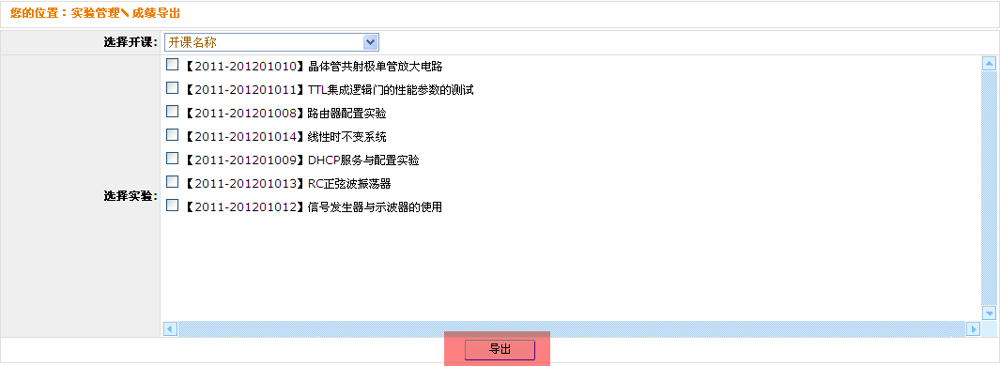 您的位置：实验管理\成绩导出
选择开课: 开课名称
【2011-201201010】晶体管共射极单管放大电路
【2011-201201011】TTL集成逻辑门的性能参数的测试
【2011-201201008】路由器配置实验
【2011-201201014】线性时不变系统
【2011-201201009】DHCP服务与配置实验
【2011-201201013】RC正弦波振荡器
选择实验:
【2011-201201012】信号发生器与示波器的使用
导出